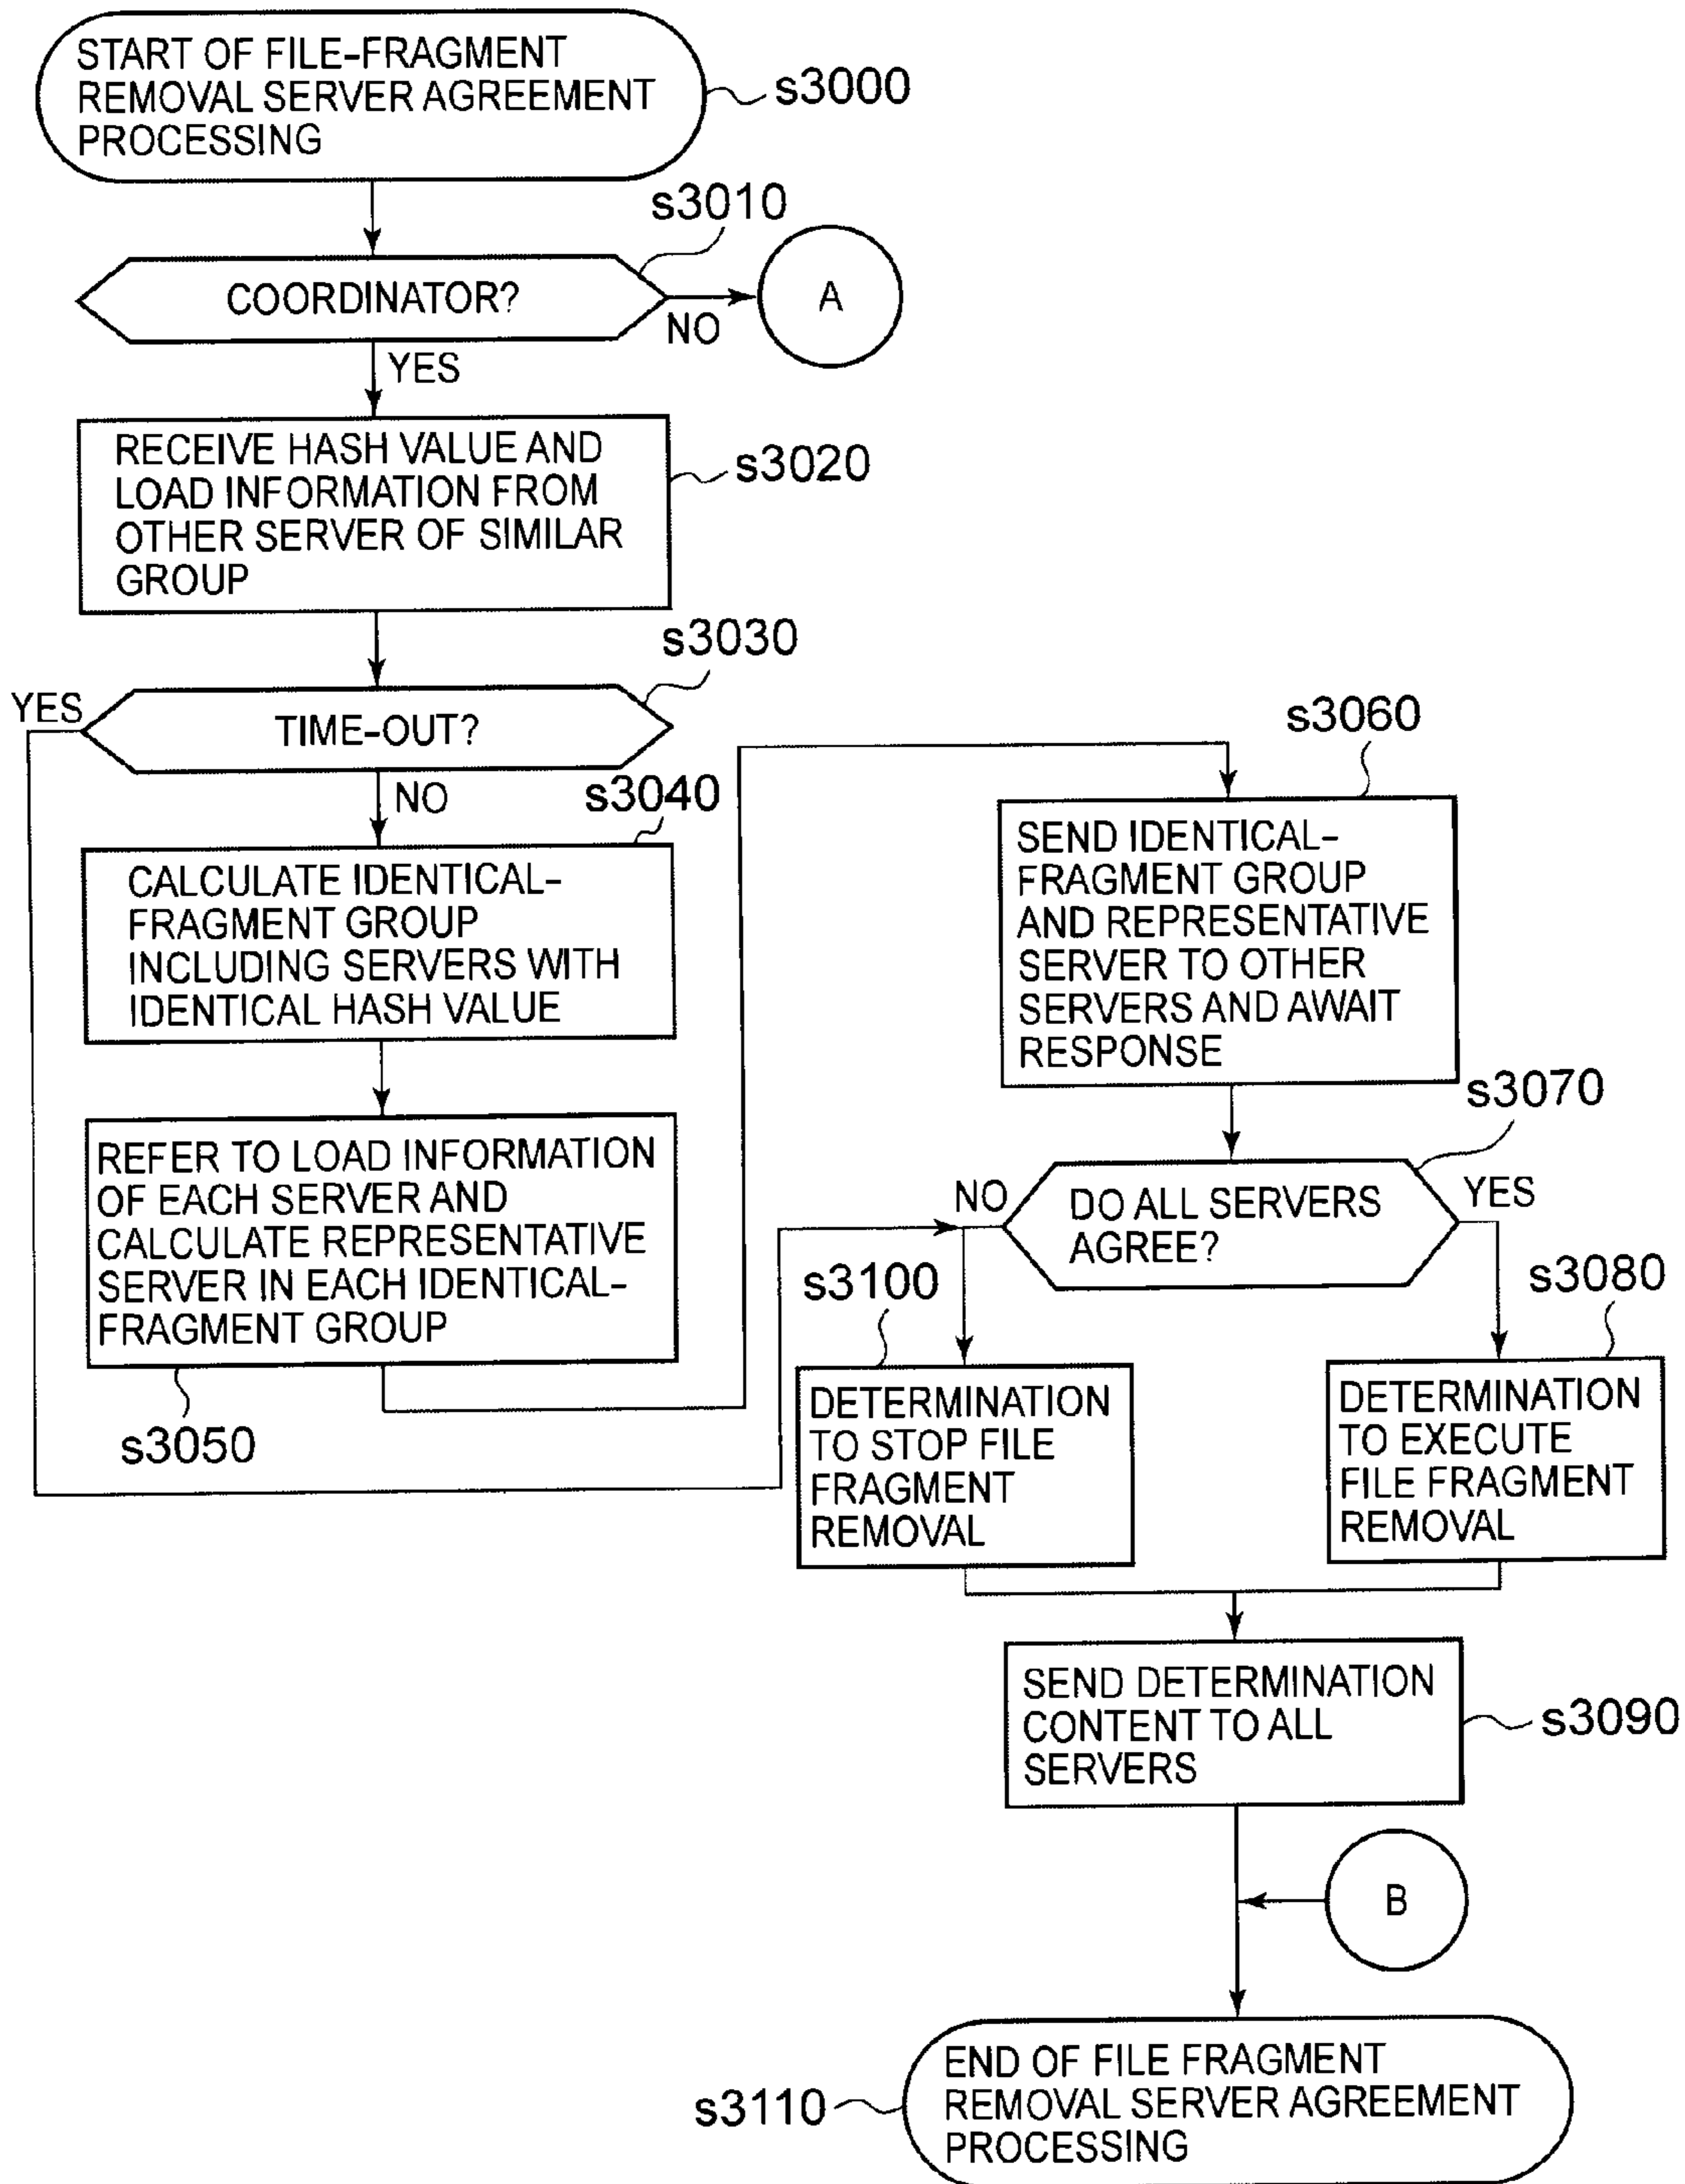 START OF FILE-FRAGMENT
REMOVAL SERVER AGREEMENT
PROCESSING
s3000
s3010
COORDINATOR?
NO
A
YES
RECEIVE HASH VALUE AND
LOAD INFORMATION FROM
OTHER SERVER OF SIMILAR
GROUP
s3020
s3030
YES
TIME-OUT?
NO
s3040
CALCULATE IDENTICAL-
FRAGMENT GROUP
INCLUDING SERVERS WITH
IDENTICAL HASH VALUE
REFER TO LOAD INFORMATION
OF EACH SERVER AND
CALCULATE REPRESENTATIVE
SERVER IN EACH IDENTICAL-
FRAGMENT GROUP
s3050
s3060
SEND IDENTICAL-
FRAGMENT GROUP
AND REPRESENTATIVE
SERVER TO OTHER
SERVERS AND AWAIT
RESPONSE
s3070
NO
DO ALL SERVERS
AGREE?
YES
s3100
DETERMINATION
TO STOP FILE
FRAGMENT
REMOVAL
s3080
DETERMINATION
TO EXECUTE
FILE FRAGMENT
REMOVAL
SEND DETERMINATION
CONTENT TO ALL
SERVERS
s3090
B
END OF FILE FRAGMENT
REMOVAL SERVER AGREEMENT
PROCESSING
s3110